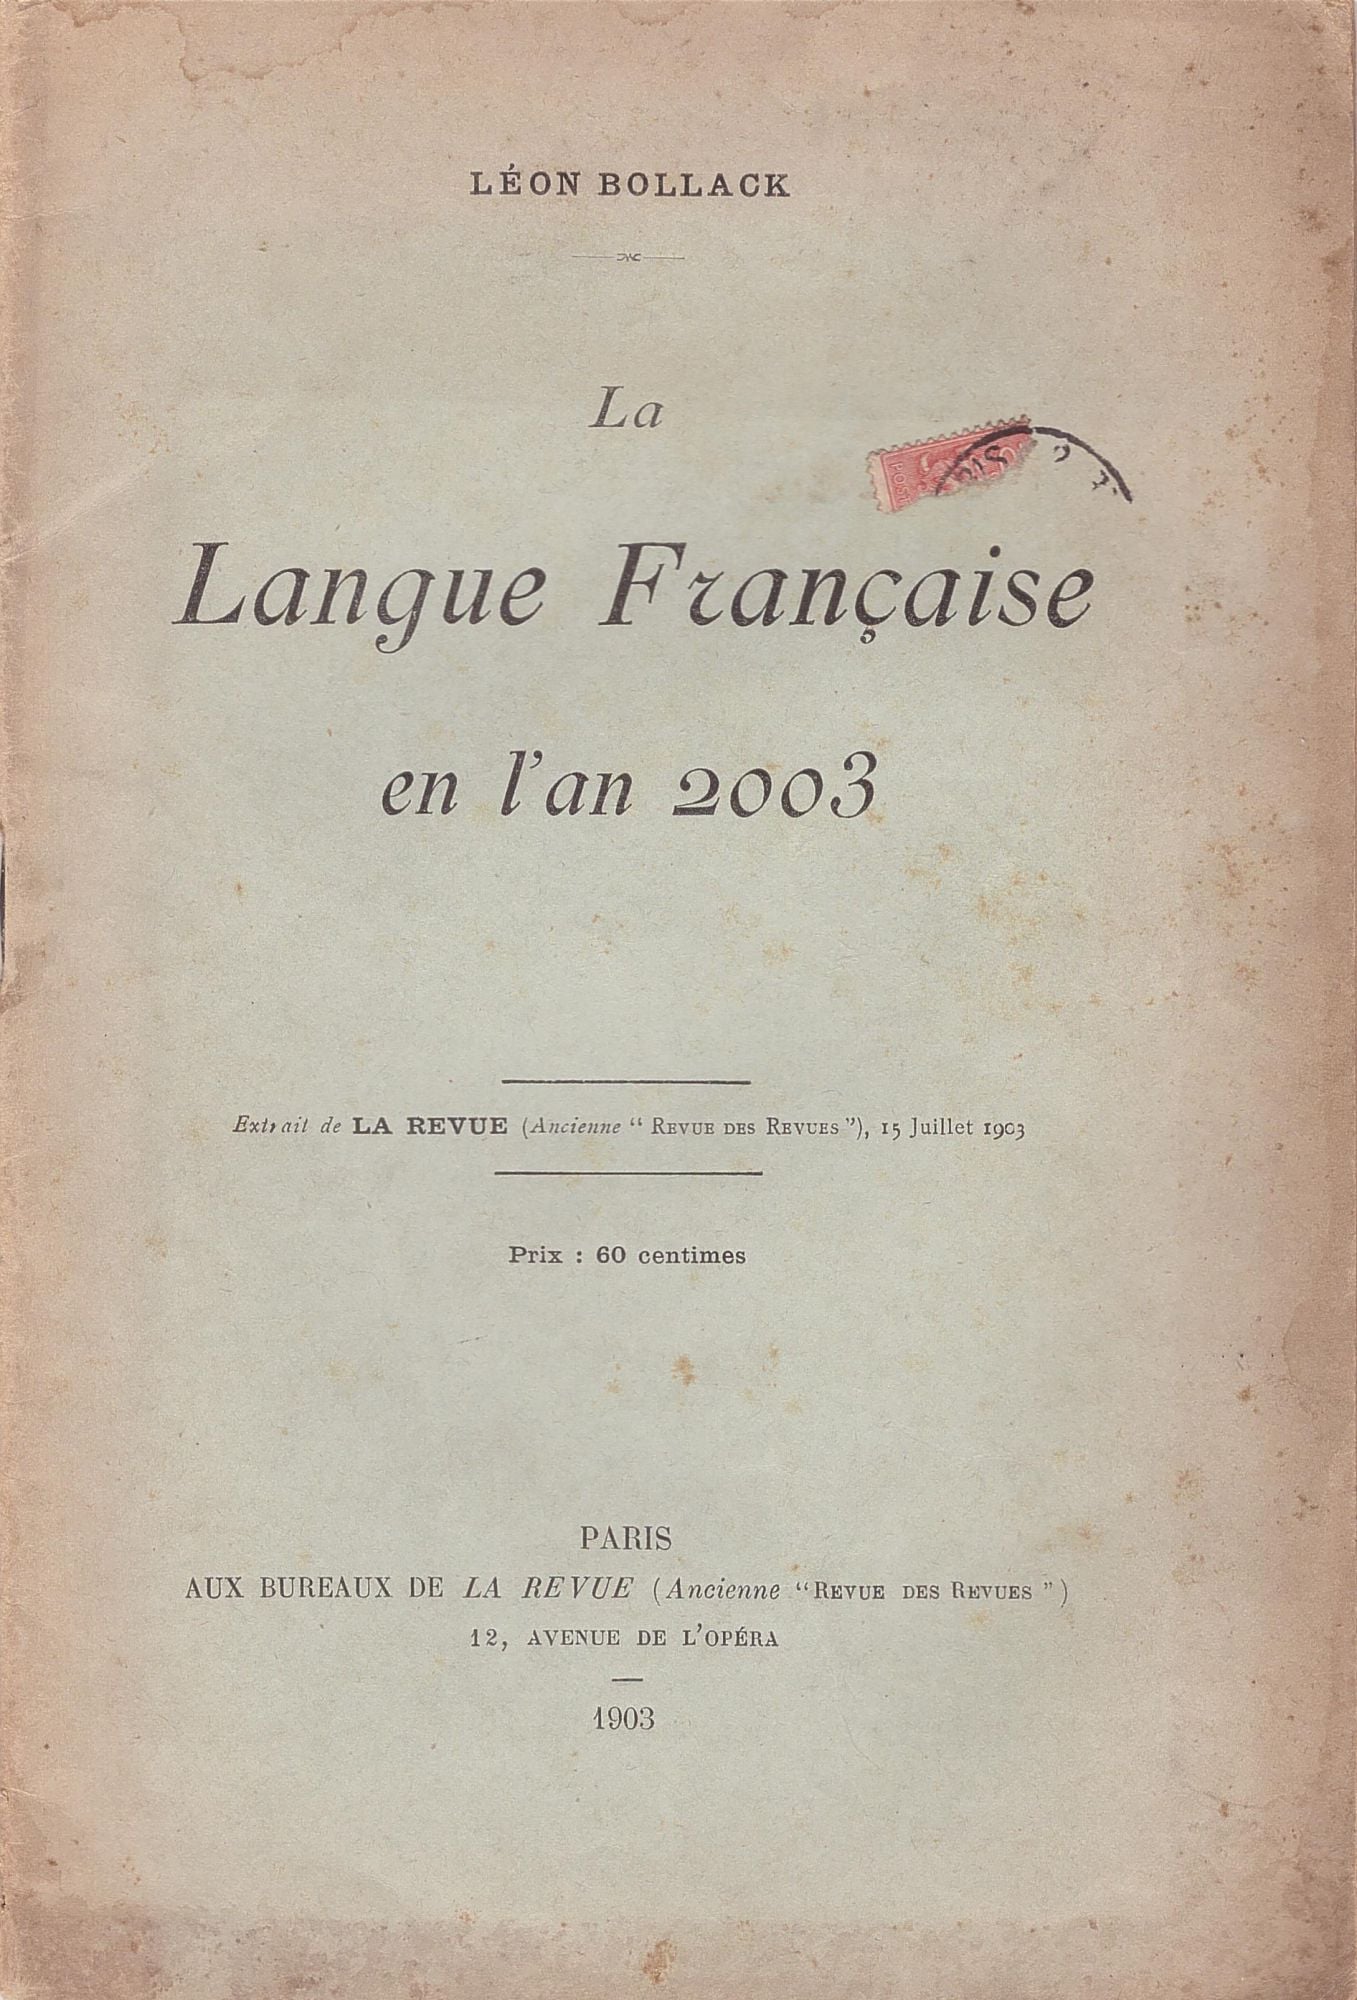 LÉON BOLLACK
La
Langue Française
en l'an 2003
Extrait de LA REVUE (Ancienne “ REVUE DES REVUES ”), 15 Juillet 1903
Prix : 60 centimes
PARIS
AUX BUREAUX DE LA REVUE (Ancienne “REVUE DES REVUES ”)
12, AVENUE DE L'OPÉRA
1903